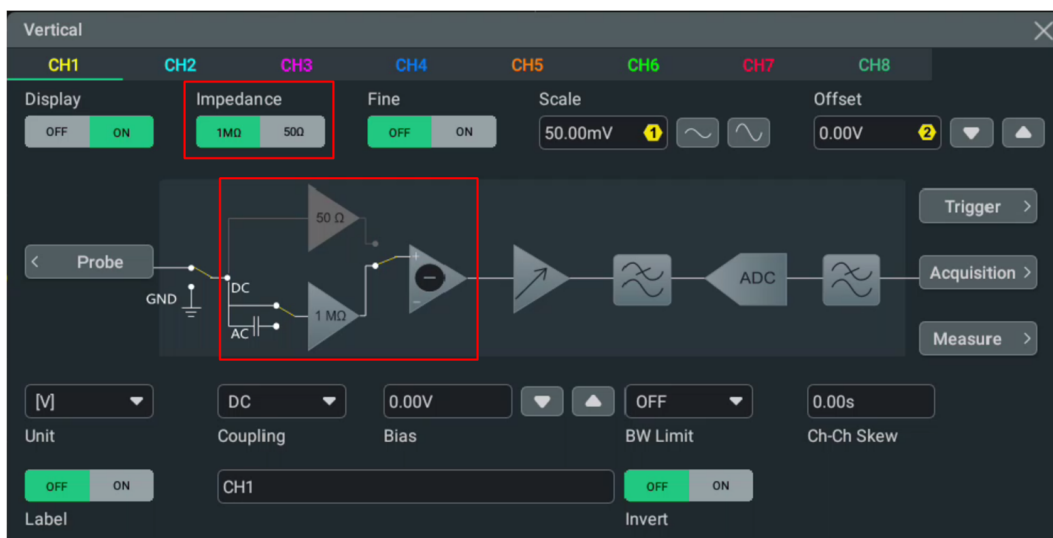 Vertical
CH1 CH2 CH3 CH4 CH5 CH6 CH7 CH8
Display Impedance Fine Scale Offset
OFF ON 1MΩ 50Ω OFF ON 50.00mV 1 0.00V 2
50 Ω
Trigger >
< Probe
+
ADC
Acquisition >
GND
DC
−
1 MΩ
AC
Measure >
[V] DC 0.00V OFF 0.00s
Unit Coupling Bias BW Limit Ch-Ch Skew
OFF ON CH1 OFF ON
Label Invert